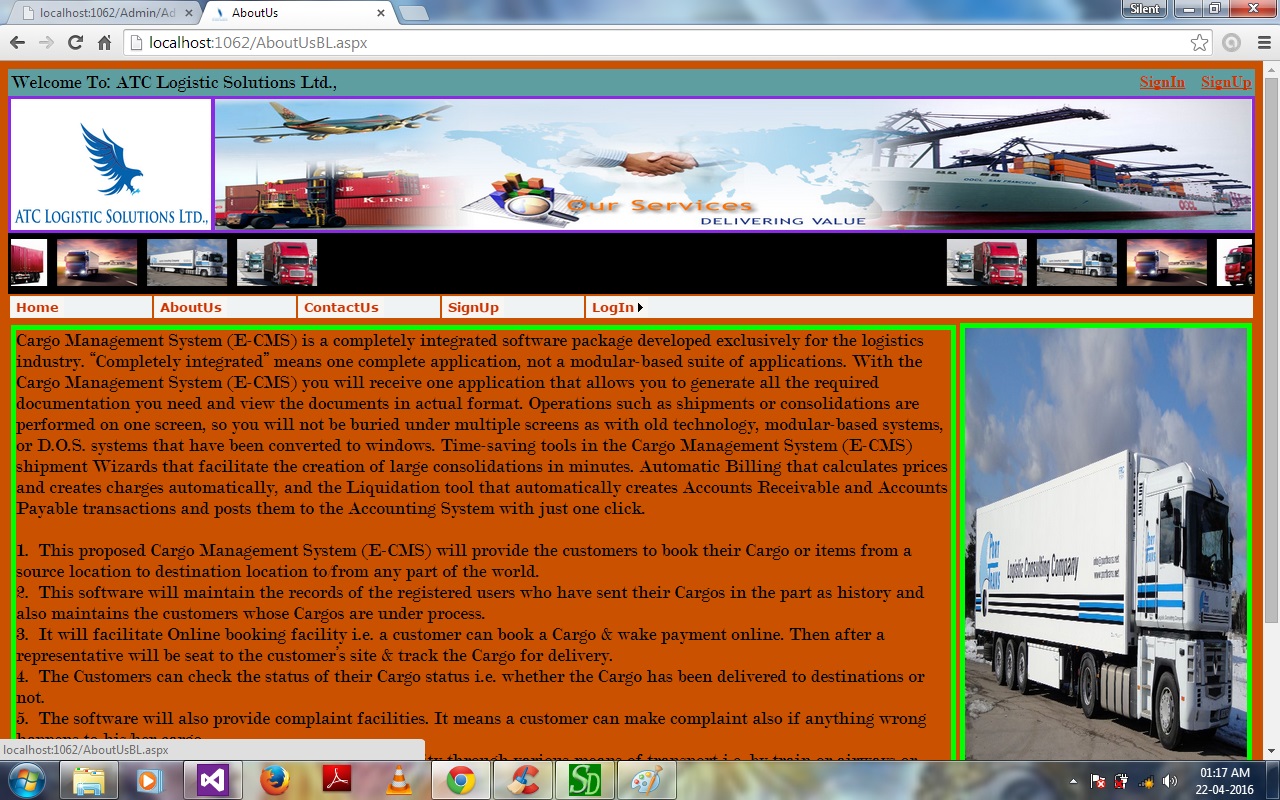 localhost:1062/Admin/Ad
AboutUs
Silent
localhost:1062/AboutUsBL.aspx
Welcome To: ATC Logistic Solutions Ltd.,
SignIn SignUp
ATC LOGISTIC SOLUTIONS LTD.,
K LINE
Our Services
DELIVERING VALUE
OOCL SAN FRANCISCO
OOCL
Home AboutUs ContactUs SignUp LogIn
Cargo Management System (E-CMS) is a completely integrated software package developed exclusively for the logistics
industry. “Completely integrated” means one complete application, not a modular-based suite of applications. With the
Cargo Management System (E-CMS) you will receive one application that allows you to generate all the required
documentation you need and view the documents in actual format. Operations such as shipments or consolidations are
performed on one screen, so you will not be buried under multiple screens as with old technology, modular-based systems,
or D.O.S. systems that have been converted to windows. Time-saving tools in the Cargo Management System (E-CMS)
shipment Wizards that facilitate the creation of large consolidations in minutes. Automatic Billing that calculates prices
and creates charges automatically, and the Liquidation tool that automatically creates Accounts Receivable and Accounts
Payable transactions and posts them to the Accounting System with just one click.
1. This proposed Cargo Management System (E-CMS) will provide the customers to book their Cargo or items from a
source location to destination location to/from any part of the world.
2. This software will maintain the records of the registered users who have sent their Cargos in the part as history and
also maintains the customers whose Cargos are under process.
3. It will facilitate Online booking facility i.e. a customer can book a Cargo & wake payment online. Then after a
representative will be seat to the customer’s site & track the Cargo for delivery.
4. The Customers can check the status of their Cargo status i.e. whether the Cargo has been delivered to destinations or
not.
5. The software will also provide complaint facilities. It means a customer can make complaint also if anything wrong
happens to his her cargo.
ty through various means of transport i.e. by train or airways or
Logistic Consulting Company
localhost:1062/AboutUsBL.aspx
01:17 AM
22-04-2016